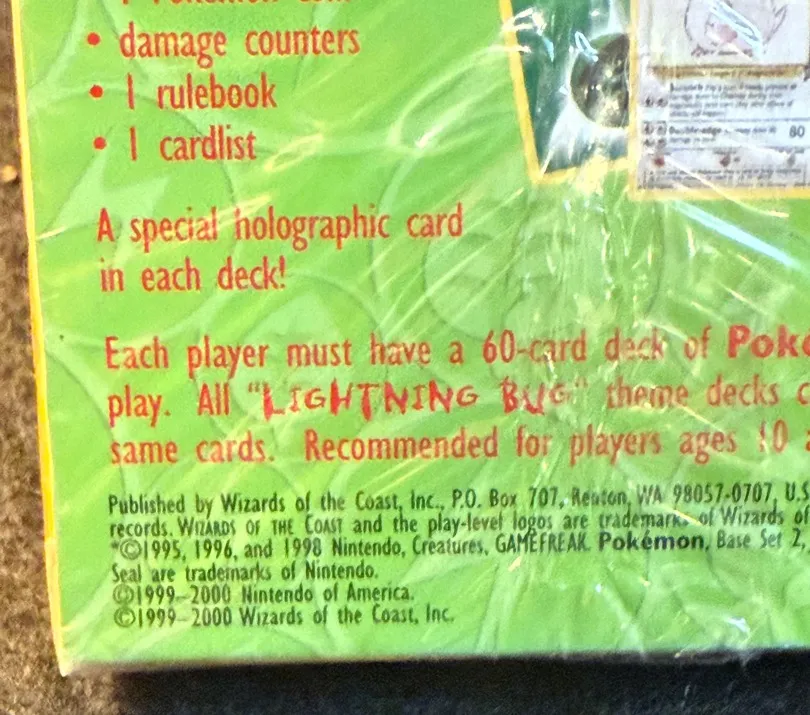 • damage counters
• 1 rulebook
• 1 cardlist
A special holographic card
in each deck!
Each player must have a 60-card deck of Poké
play. All "LIGHTNING BUG" theme decks c
same cards. Recommended for players ages 10
Published by Wizards of the Coast, Inc., P.O. Box 707, Renton, WA 98057-0707, U.S
records. WIZARDS OF THE COAST and the play-level logos are trademarks of Wizards of
*©1995, 1996, and 1998 Nintendo, Creatures, GAMEFREAK. Pokémon, Base Set 2,
Seal are trademarks of Nintendo.
©1999–2000 Nintendo of America.
©1999–2000 Wizards of the Coast, Inc.
Double-edge
80